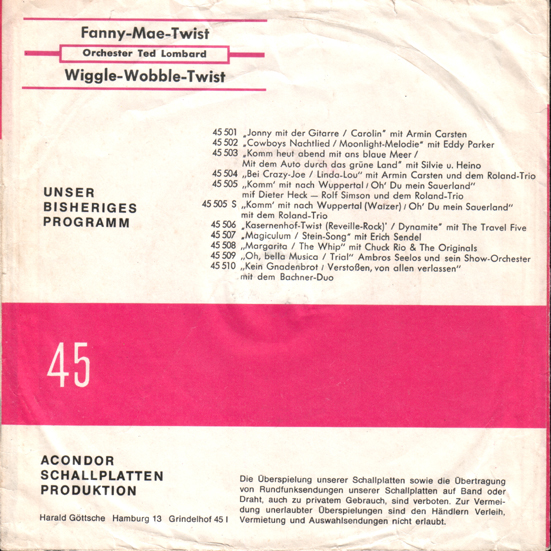 Fanny-Mae-Twist
Orchester Ted Lombard
Wiggle-Wobble-Twist
UNSER
BISHERIGES
PROGRAMM
45 501 „Jonny mit der Gitarre / Carolin" mit Armin Carsten
45 502 „Cowboys Nachtlied / Moonlight-Melodie" mit Eddy Parker
45 503 „Komm heut abend mit ans blaue Meer /
Mit dem Auto durch das grüne Land" mit Silvie u. Heino
45 504 „Bei Crazy-Joe / Linda-Lou" mit Armin Carsten und dem Roland-Trio
45 505 „Komm' mit nach Wuppertal / Oh' Du mein Sauerland"
mit Dieter Heck — Rolf Simson und dem Roland-Trio
45 505 S „Komm' mit nach Wuppertal (Walzer) / Oh' Du mein Sauerland"
mit dem Roland-Trio
45 506 „Kasernenhof-Twist (Reveille-Rock)' / Dynamite" mit The Travel Five
45 507 „Magiculum / Stein-Song" mit Erich Sendel
45 508 „Margarita / The Whip" mit Chuck Rio & The Originals
45 509 „Oh, bella Musica / Trial" Ambros Seelos und sein Show-Orchester
45 510 „Kein Gnadenbrot / Verstoßen, von allen verlassen"
mit dem Bachner-Duo
45
ACONDOR
SCHALLPLATTEN
PRODUKTION
Harald Göttsche Hamburg 13 Grindelhof 45 I
Die Überspielung unserer Schallplatten sowie die Übertragung
von Rundfunksendungen unserer Schallplatten auf Band oder
Draht, auch zu privatem Gebrauch, sind verboten. Zur Vermei-
dung unerlaubter Überspielungen sind den Händlern Verleih,
Vermietung und Auswahlsendungen nicht erlaubt.